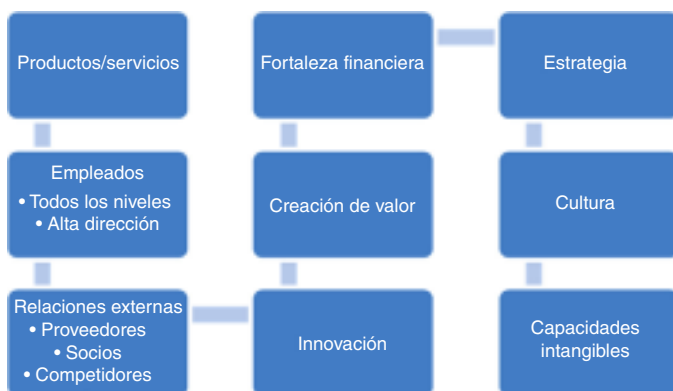 Productos/servicios
Empleados
• Todos los niveles
• Alta dirección
Relaciones externas
• Proveedores
• Socios
• Competidores
Innovación
Creación de valor
Fortaleza financiera
Estrategia
Cultura
Capacidades
intangibles